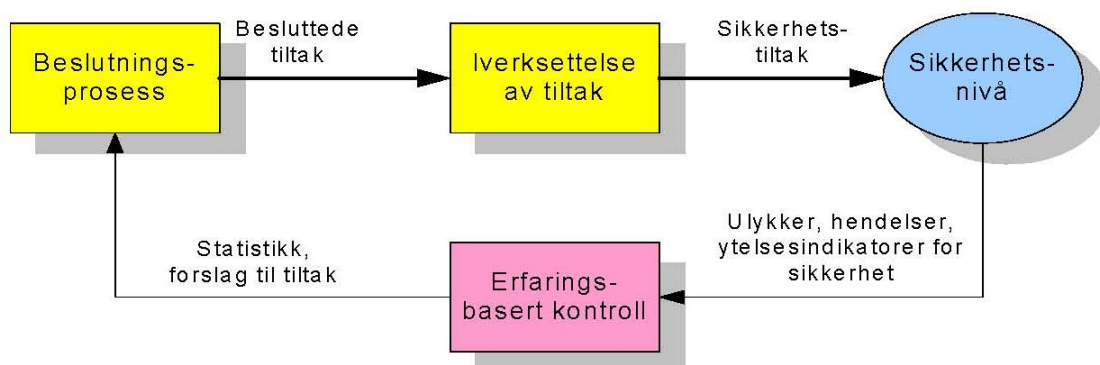 Beslutnings-
prosess
Besluttede
tiltak
Iverksettelse
av tiltak
Sikkerhets-
tiltak
Sikkerhets-
nivå
Ulykker, hendelser,
ytelsesindikatorer for
sikkerhet
Erfarings-
basert kontroll
Statistikk,
forslag til tiltak